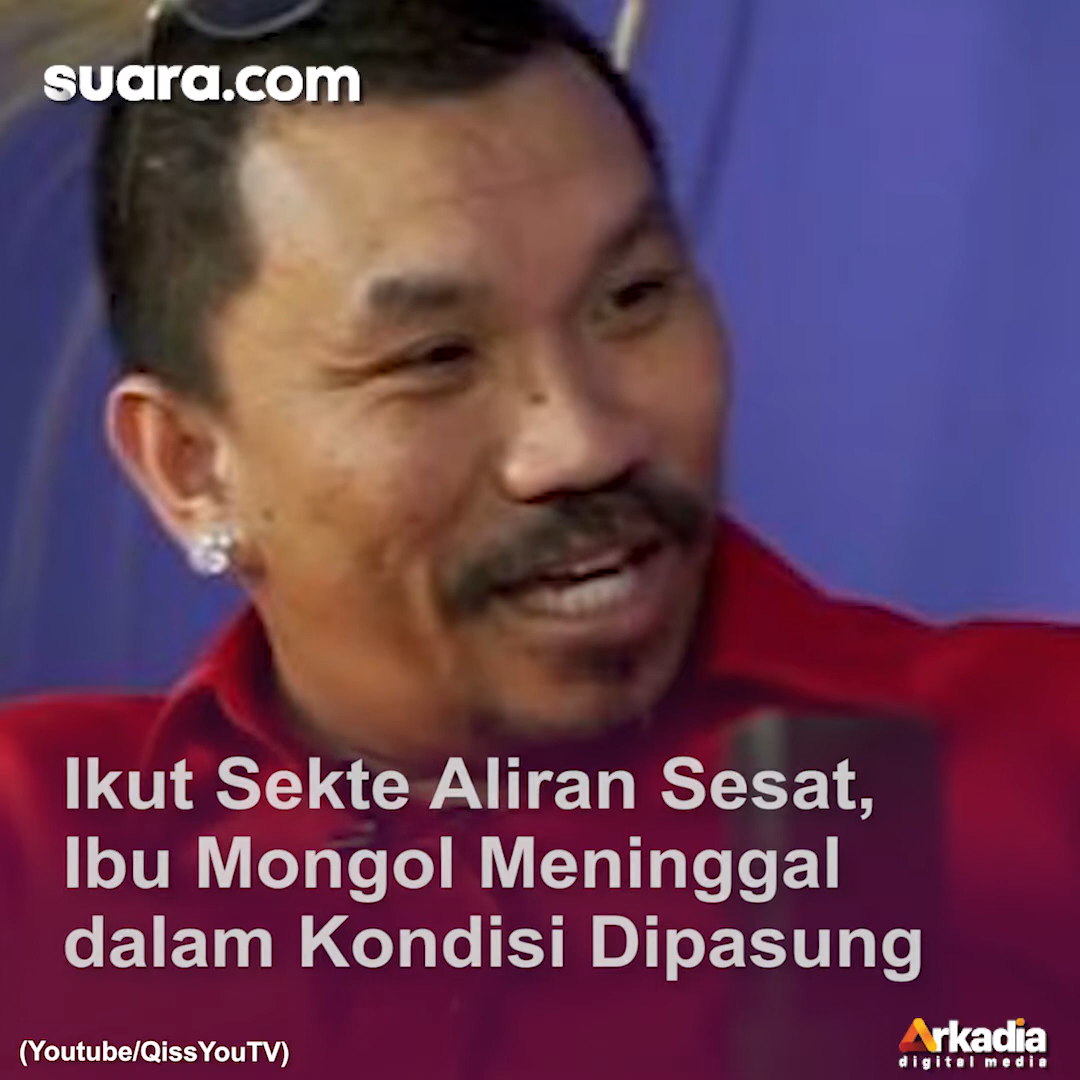 suara.com
Ikut Sekte Aliran Sesat,
Ibu Mongol Meninggal
dalam Kondisi Dipasung
(Youtube/QissYouTV)
Arkadia
digital media